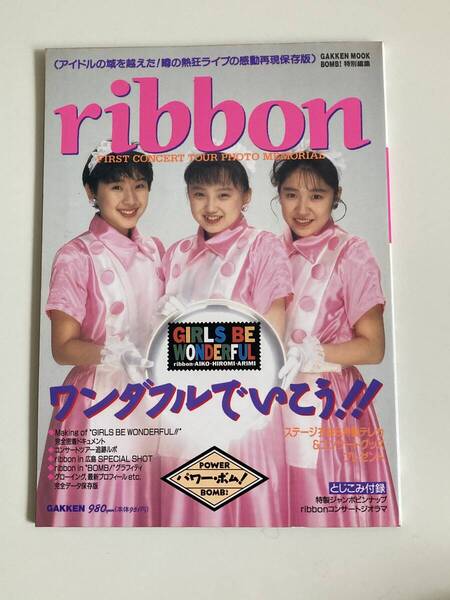 (アイドルの域を越えた!噂の熱狂ライブの感動再現保存版)
GAKKEN MOOK
BOMB! 特別編集
ribbon
FIRST CONCERT TOUR PHOTO MEMORIAL
GIRLS BE
WONDERFUL
ribbon-AIKO-HIROMI-ARIMI
ワンダフルでいこう!!
●Making of "GIRLS BE WONDERFUL!!"
完全密着ドキュメント
●コンサートツアー追跡ルポ
●ribbon in 広島 SPECIAL SHOT
●ribbon in "BOMB!"グラフィティ
●グローイング,最新プロフィール etc.
完全データ保存版
POWER
パワー・ボム!
BOMB!
とじこみ付録
特製ジャンボピンナップ
ribbonコンサートジオラマ
GAKKEN 980yen(本体951円)